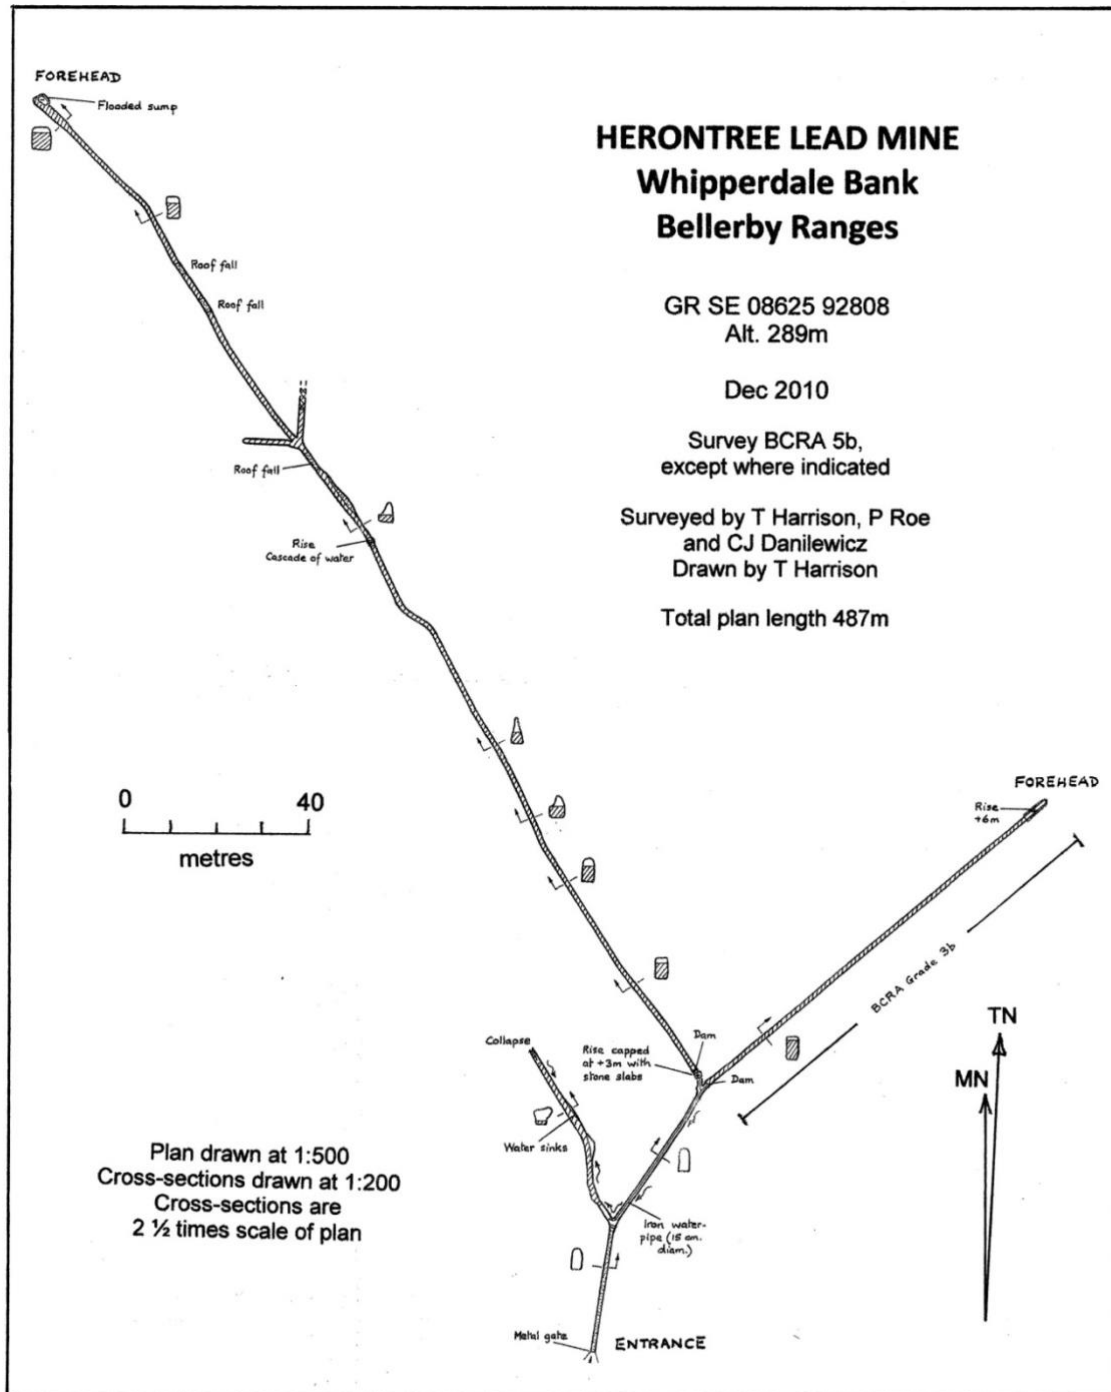 FOREHEAD
Flooded sump
HERONTREE LEAD MINE
Whipperdale Bank
Bellerby Ranges
GR SE 08625 92808
Alt. 289m
Dec 2010
Survey BCRA 5b,
except where indicated
Surveyed by T Harrison, P Roe
and CJ Danilewicz
Drawn by T Harrison
Total plan length 487m
Roof fall
Roof fall
Roof fall
Rise
Cascade of water
0 40
metres
FOREHEAD
Rise
+6m
BCRA Grade 3b
TN
MN
Collapse
Rise capped
at +3m with
stone slabs
Dam
Dam
Water sinks
Iron water-
pipe (15 cm.
diam.)
Plan drawn at 1:500
Cross-sections drawn at 1:200
Cross-sections are
2 ½ times scale of plan
Metal gate
ENTRANCE